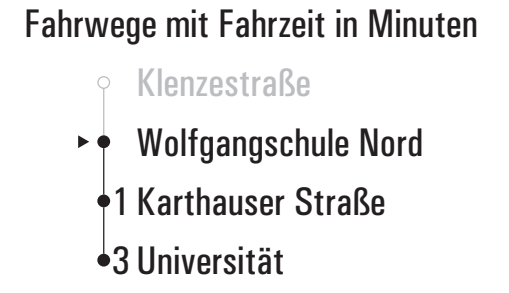 Fahrwege mit Fahrzeit in Minuten
Klenzestraße
Wolfgangschule Nord
1 Karthauser Straße
3 Universität